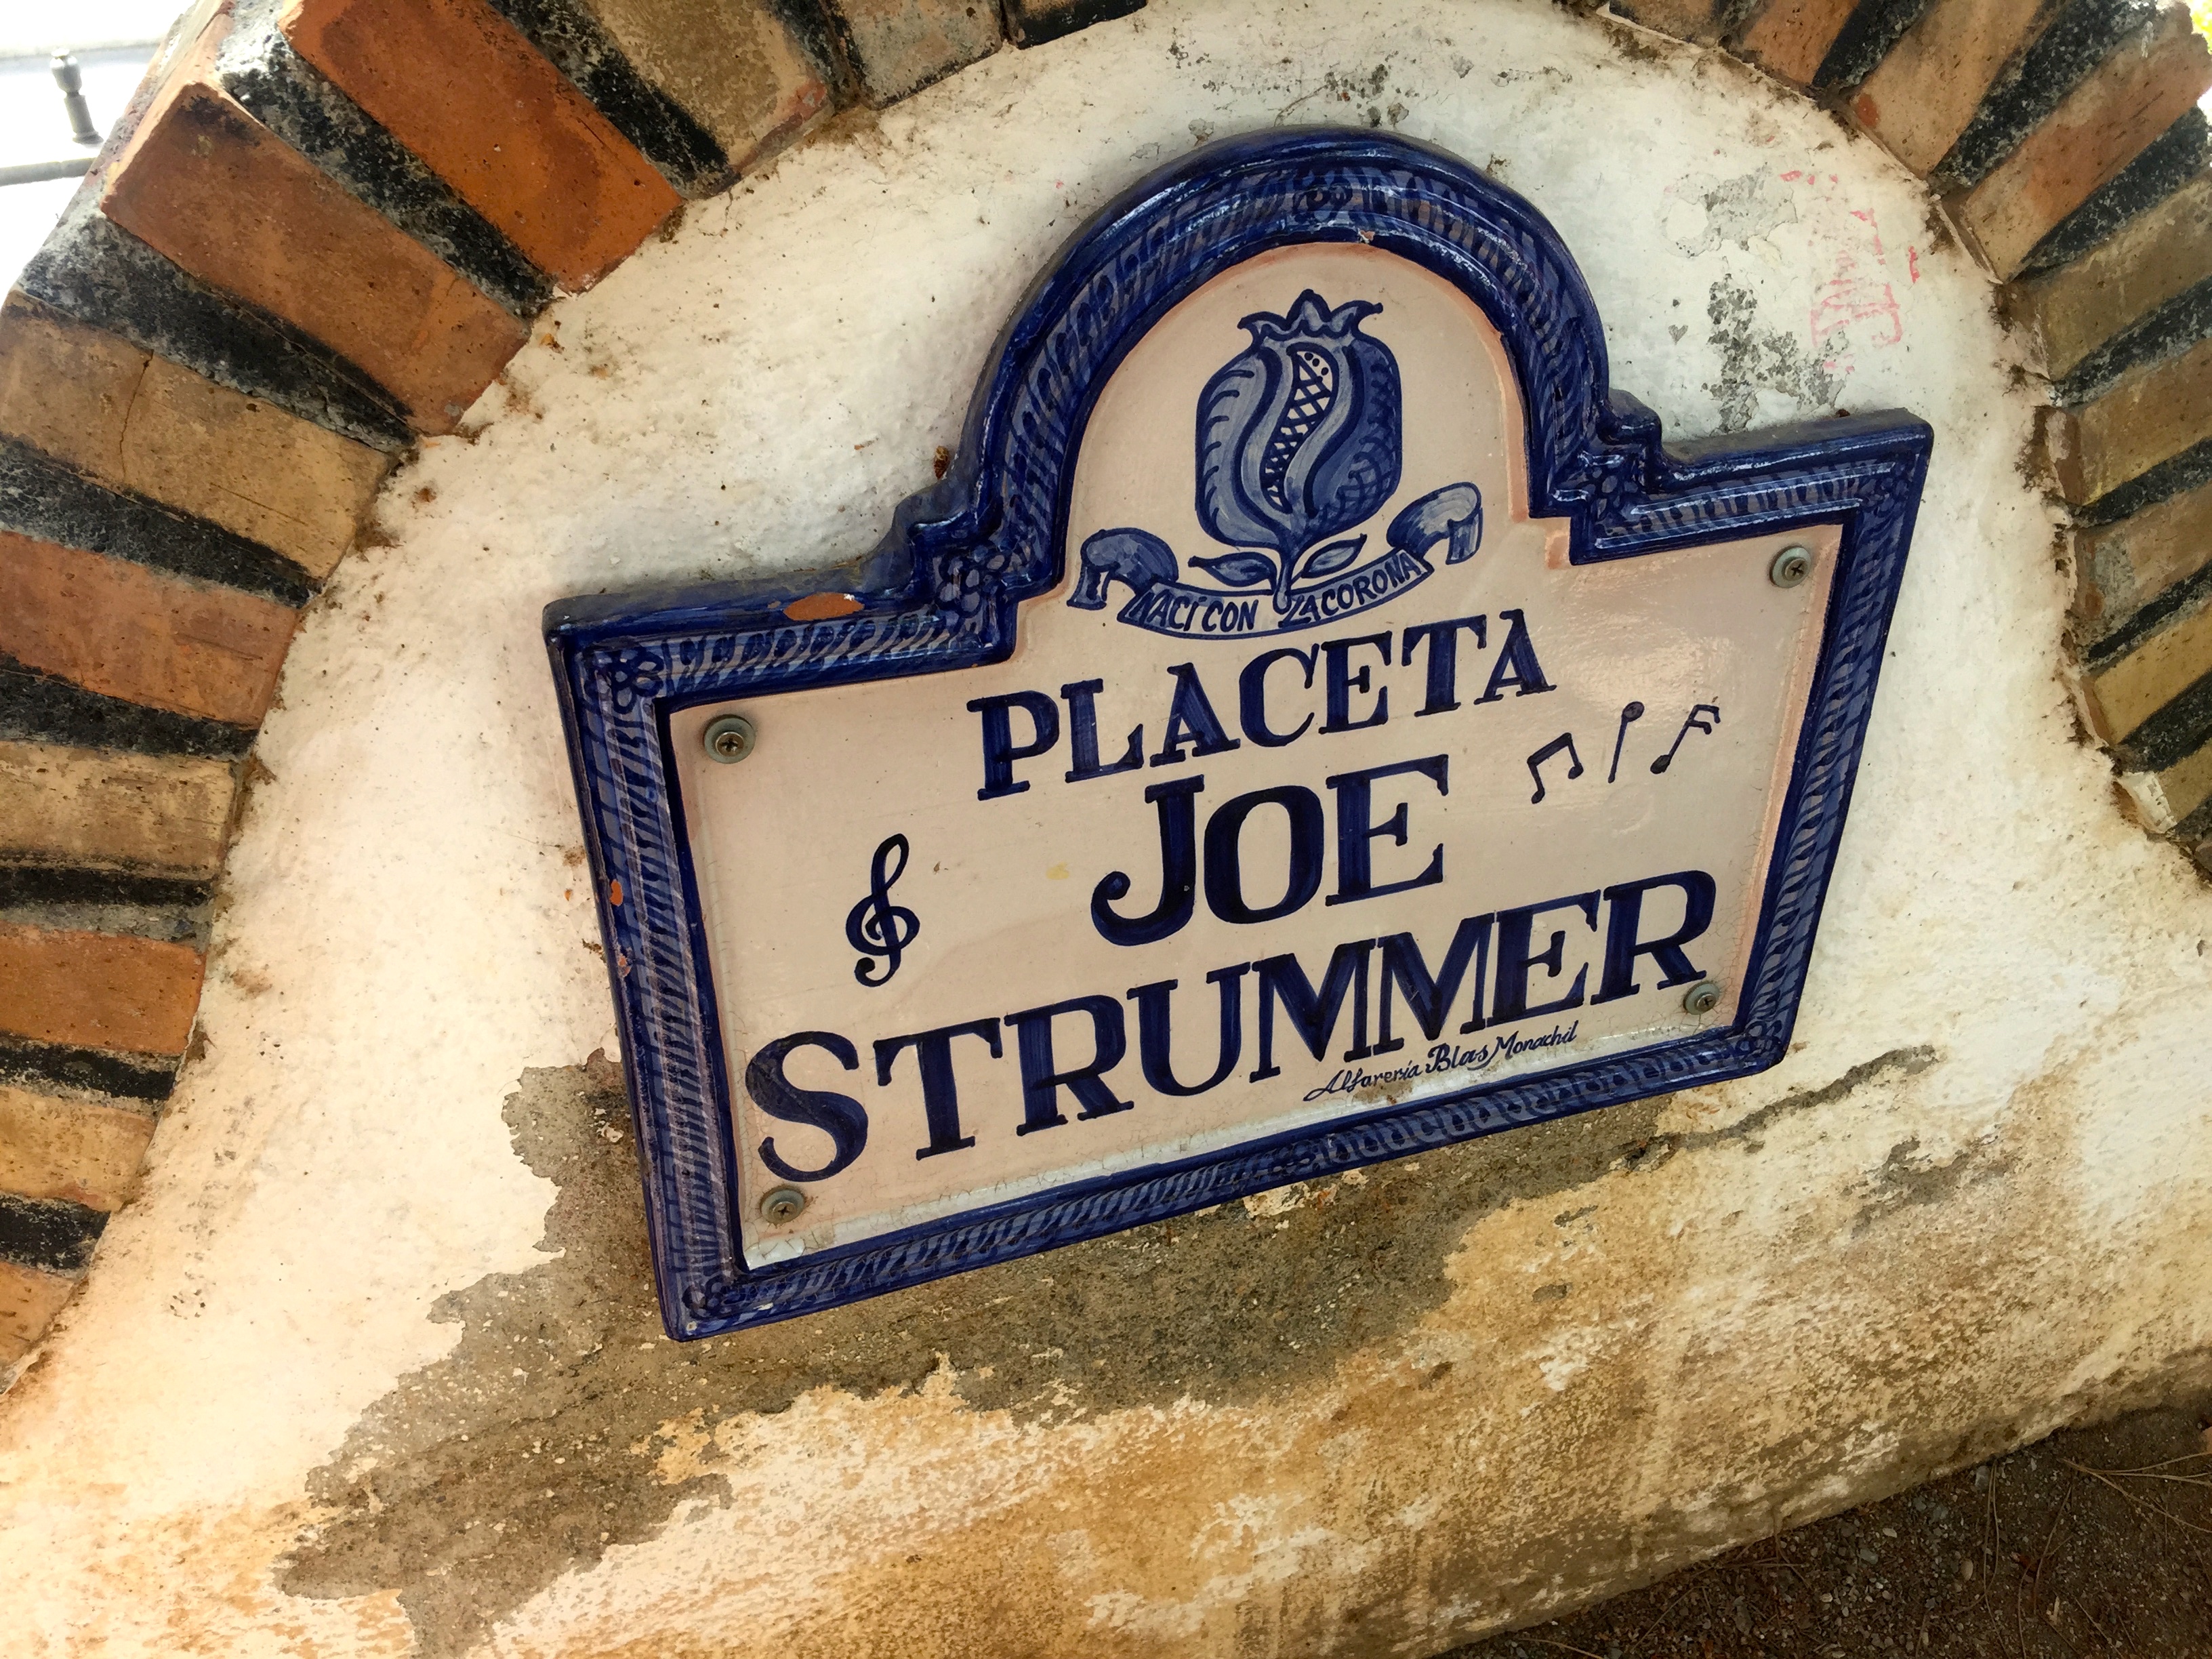 NACÍ CON LA CORONA
PLACETA
JOE
STRUMMER
Alfarería Blas Monachil